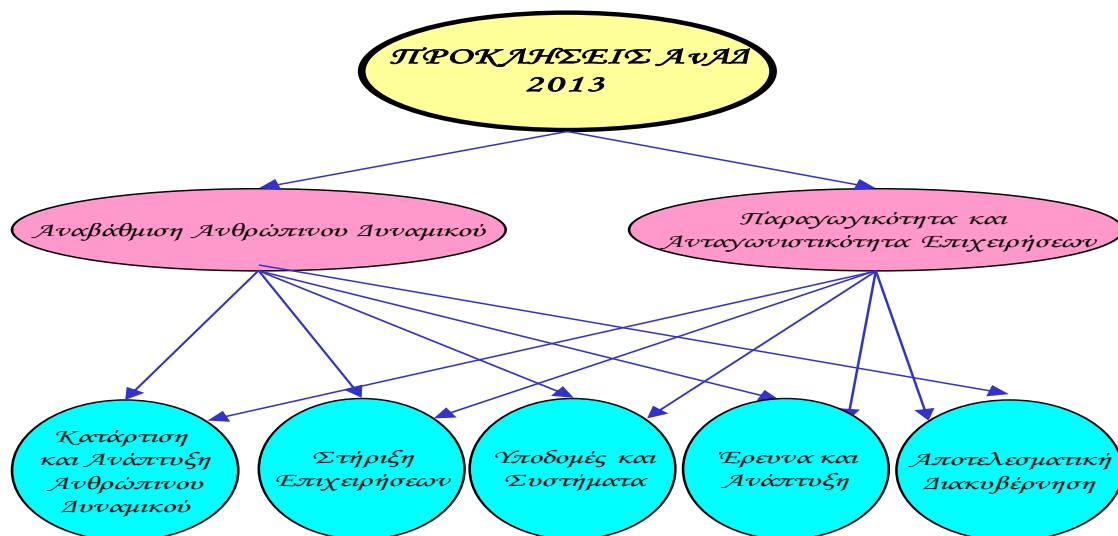 ΠΡΟΚΛΗΣΕΙΣ ΑνΑΔ
2013
Αναβάθμιση Ανθρώπινου Δυναμικού
Παραγωγικότητα και
Ανταγωνιστικότητα Επιχειρήσεων
Κατάρτιση
και Ανάπτυξη
Ανθρώπινου
Δυναμικού
Στήριξη
Επιχειρήσεων
Υποδομές και
Συστήματα
Έρευνα και
Ανάπτυξη
Αποτελεσματική
Διακυβέρνηση